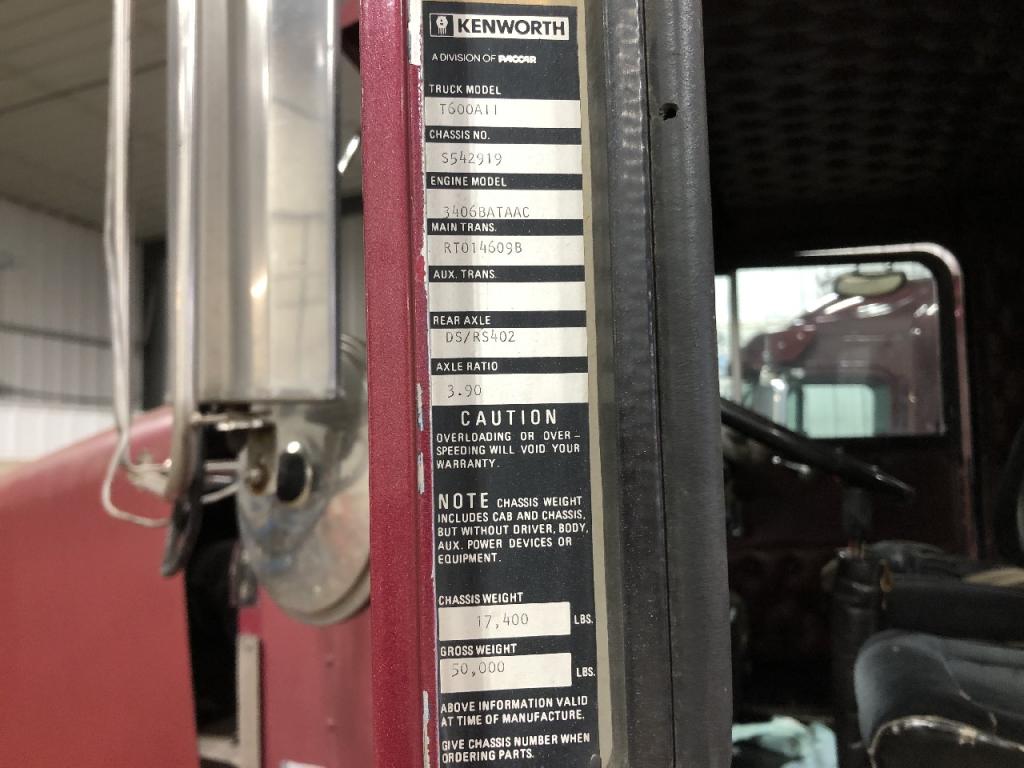 KENWORTH
A DIVISION OF PACCAR
TRUCK MODEL
T600A11
CHASSIS NO.
S542919
ENGINE MODEL
3406BATAAC
MAIN TRANS.
RTO14609B
AUX. TRANS.
REAR AXLE
DS/RS402
AXLE RATIO
3.90
CAUTION
OVERLOADING OR OVER-
SPEEDING WILL VOID YOUR
WARRANTY.
NOTE CHASSIS WEIGHT
INCLUDES CAB AND CHASSIS,
BUT WITHOUT DRIVER, BODY,
AUX. POWER DEVICES OR
EQUIPMENT.
CHASSIS WEIGHT
17,400 LBS.
GROSS WEIGHT
50,000 LBS.
ABOVE INFORMATION VALID
AT TIME OF MANUFACTURE.
GIVE CHASSIS NUMBER WHEN
ORDERING PARTS.